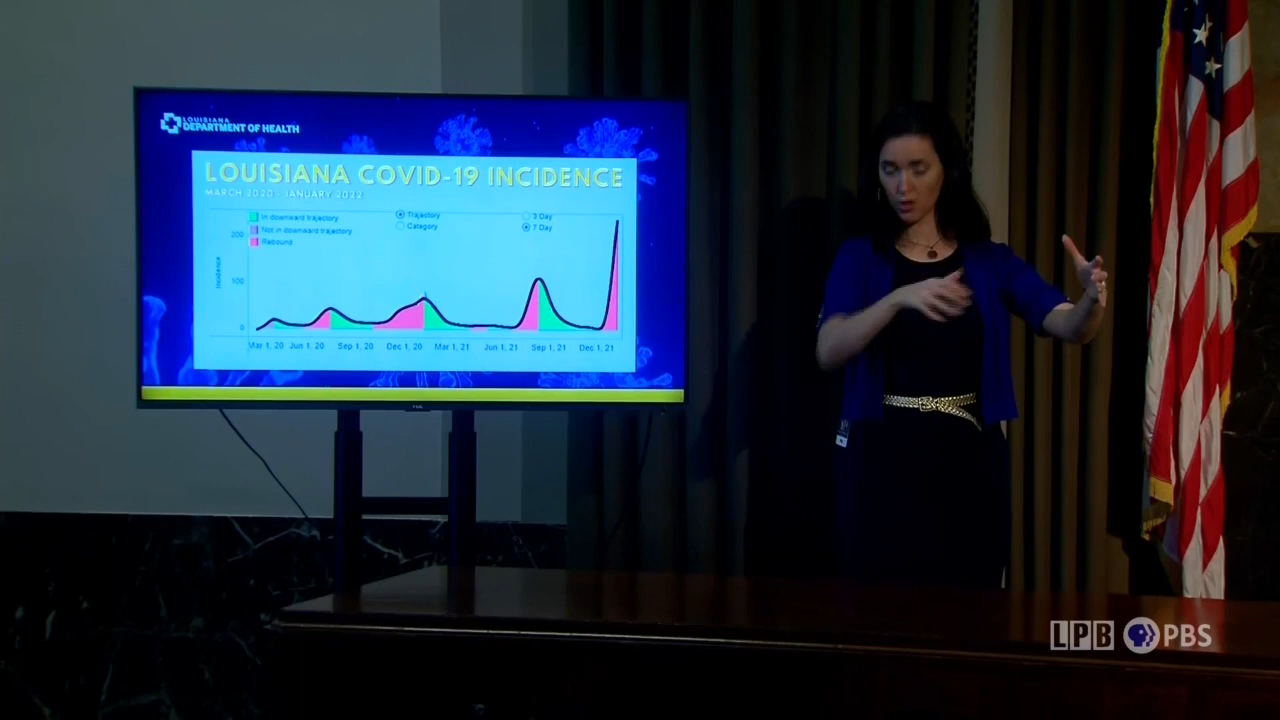 LOUISIANA
DEPARTMENT OF HEALTH
LOUISIANA COVID-19 INCIDENCE
MARCH 2020 - JANUARY 2022
In downward trajectory
Not in downward trajectory
Rebound
Trajectory
Category
3 Day
7 Day
200
100
0
Incidence
Mar 1, 20 Jun 1, 20 Sep 1, 20 Dec 1, 20 Mar 1, 21 Jun 1, 21 Sep 1, 21 Dec 1, 21
TCL
LPB PBS